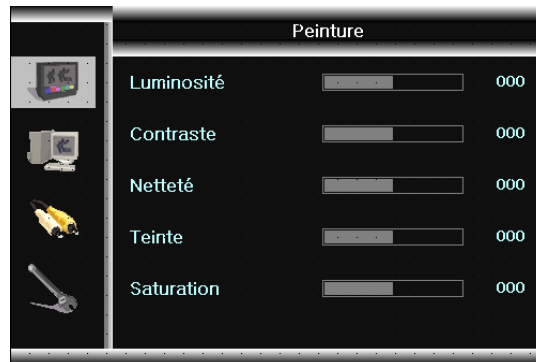 Peinture
Luminosité 000
Contraste 000
Netteté 000
Teinte 000
Saturation 000